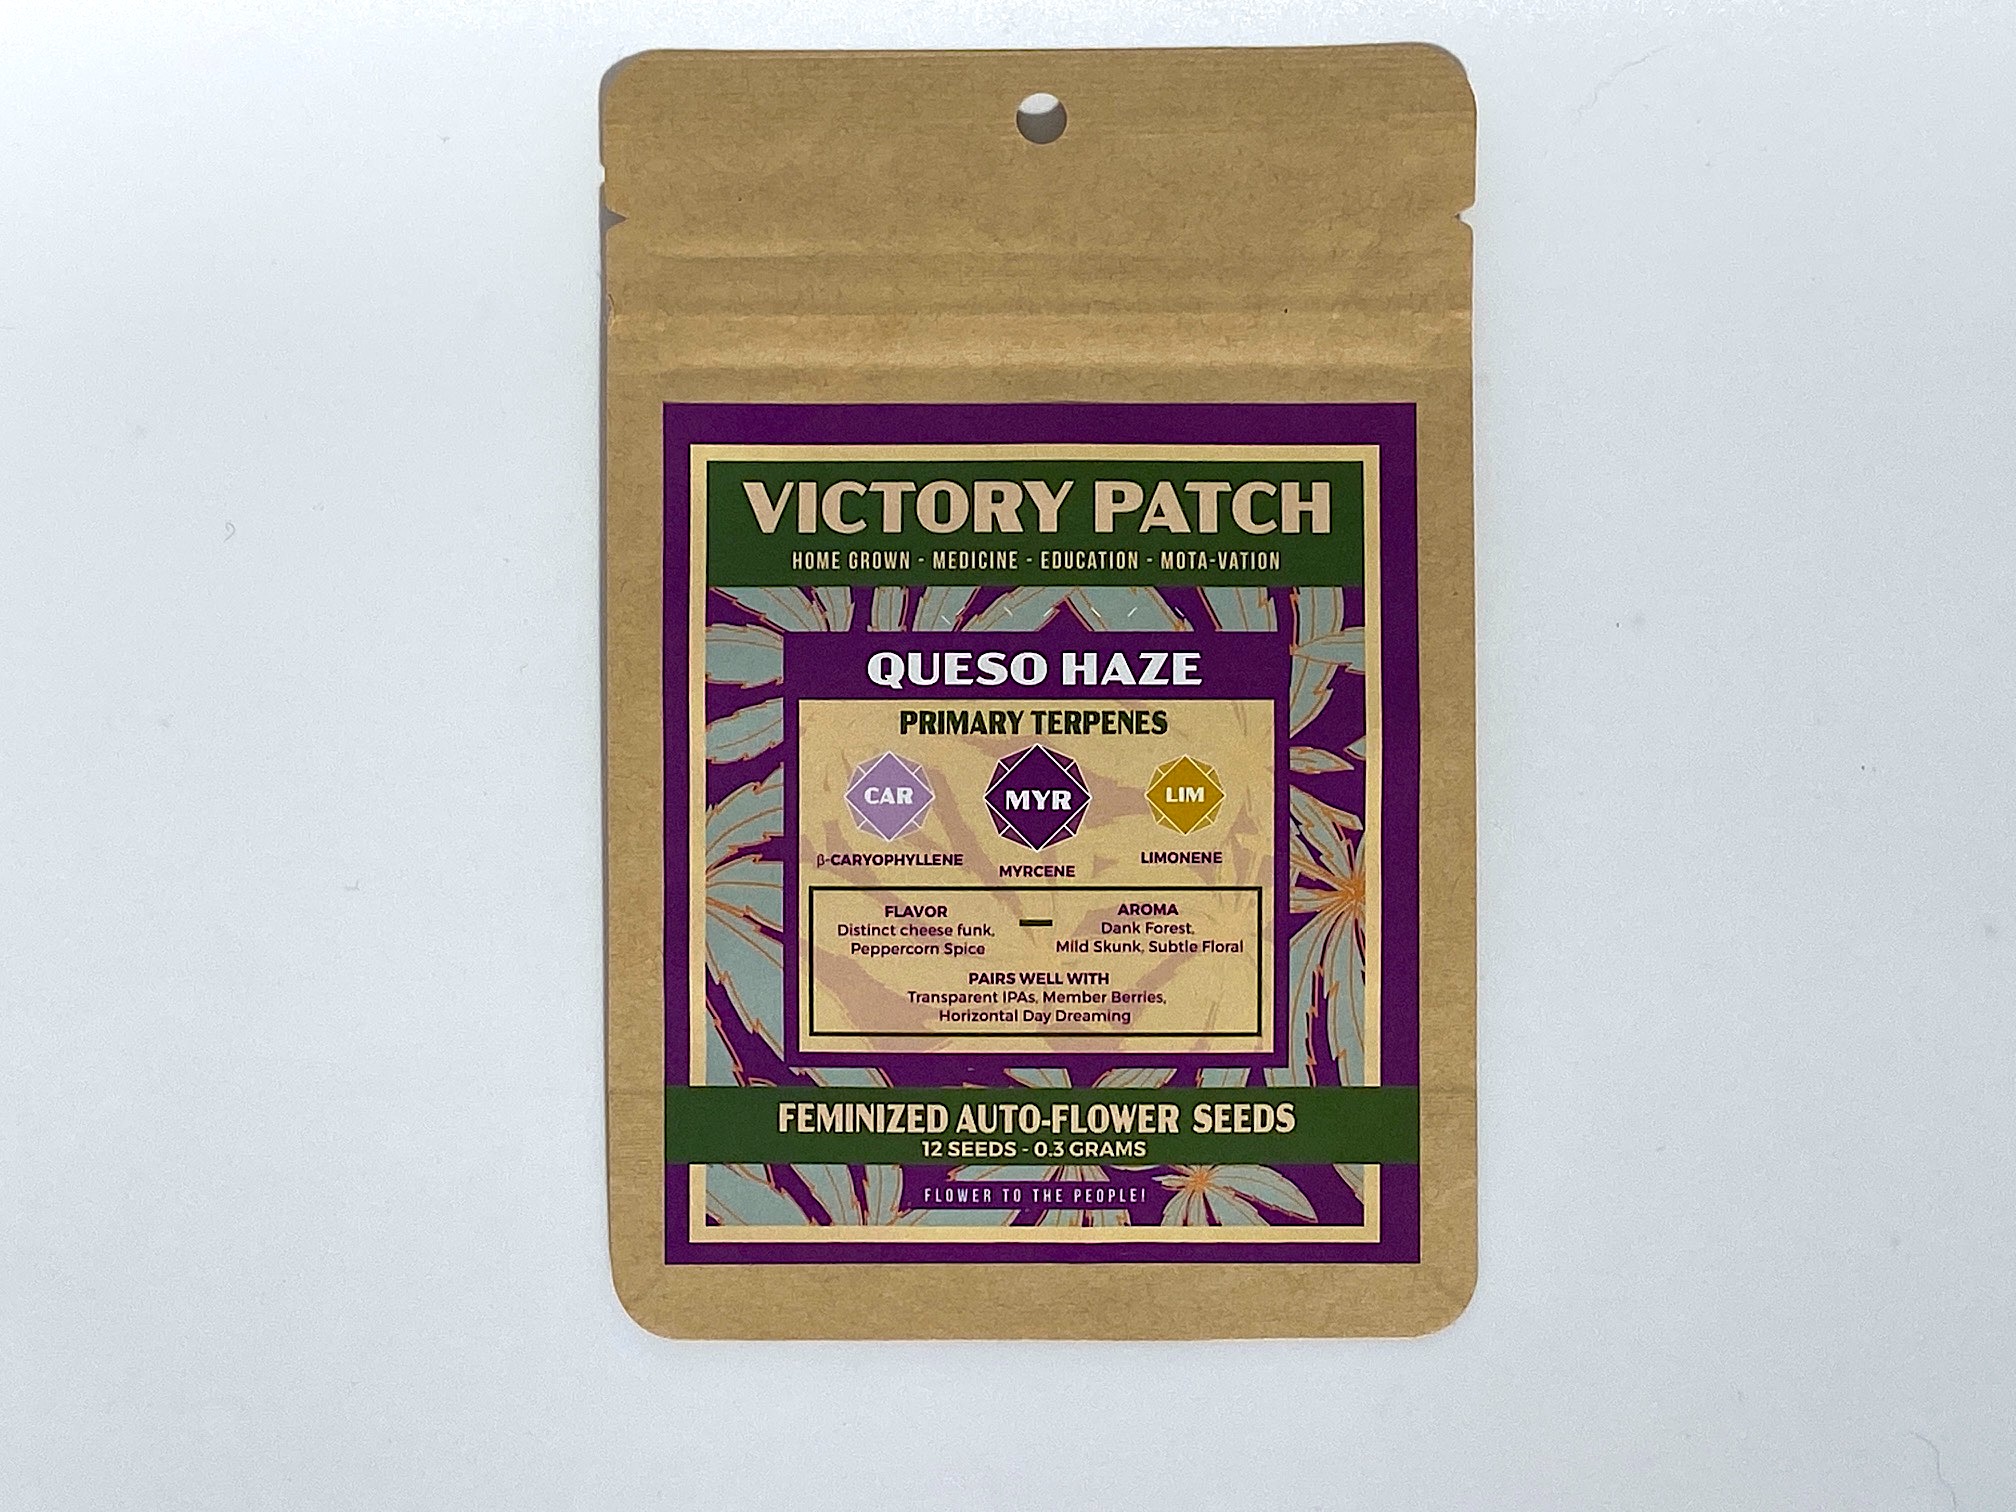 VICTORY PATCH
HOME GROWN - MEDICINE - EDUCATION - MOTA-VATION
QUESO HAZE
PRIMARY TERPENES
CAR
MYR
LIM
β-CARYOPHYLLENE
MYRCENE
LIMONENE
FLAVOR
Distinct cheese funk,
Peppercorn Spice
AROMA
Dank Forest,
Mild Skunk, Subtle Floral
PAIRS WELL WITH
Transparent IPAs, Member Berries,
Horizontal Day Dreaming
FEMINIZED AUTO-FLOWER SEEDS
12 SEEDS - 0.3 GRAMS
FLOWER TO THE PEOPLE!